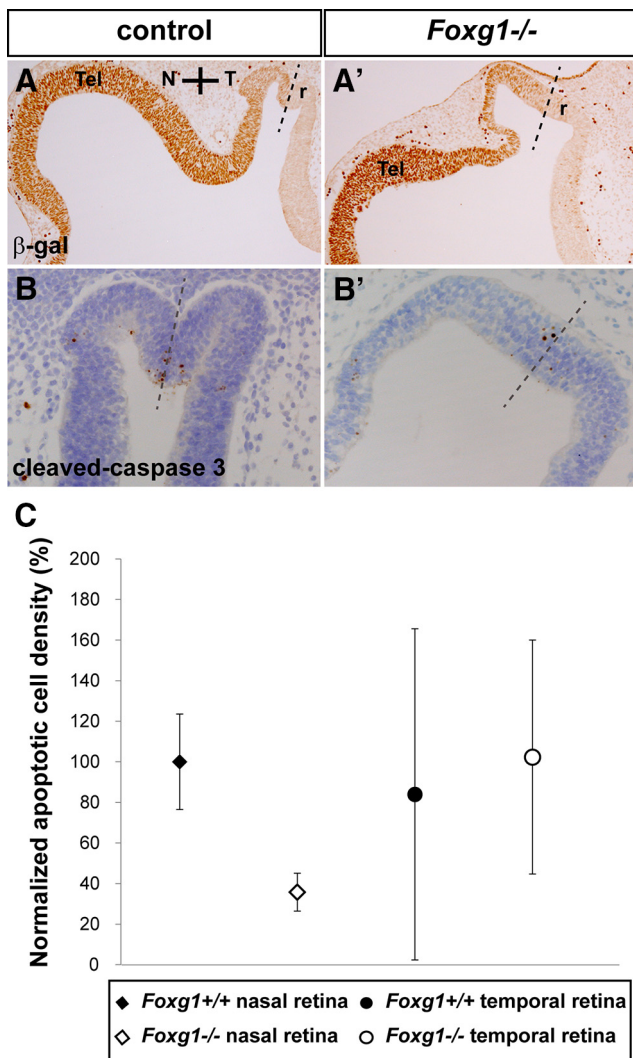 control
Foxg1-/-
A
Tel
N T
r
β-gal
A'
r
Tel
B
cleaved-caspase 3
B'
C
Normalized apoptotic cell density (%)
200
180
160
140
120
100
80
60
40
20
0
Foxg1+/+ nasal retina
Foxg1+/+ temporal retina
Foxg1-/- nasal retina
Foxg1-/- temporal retina